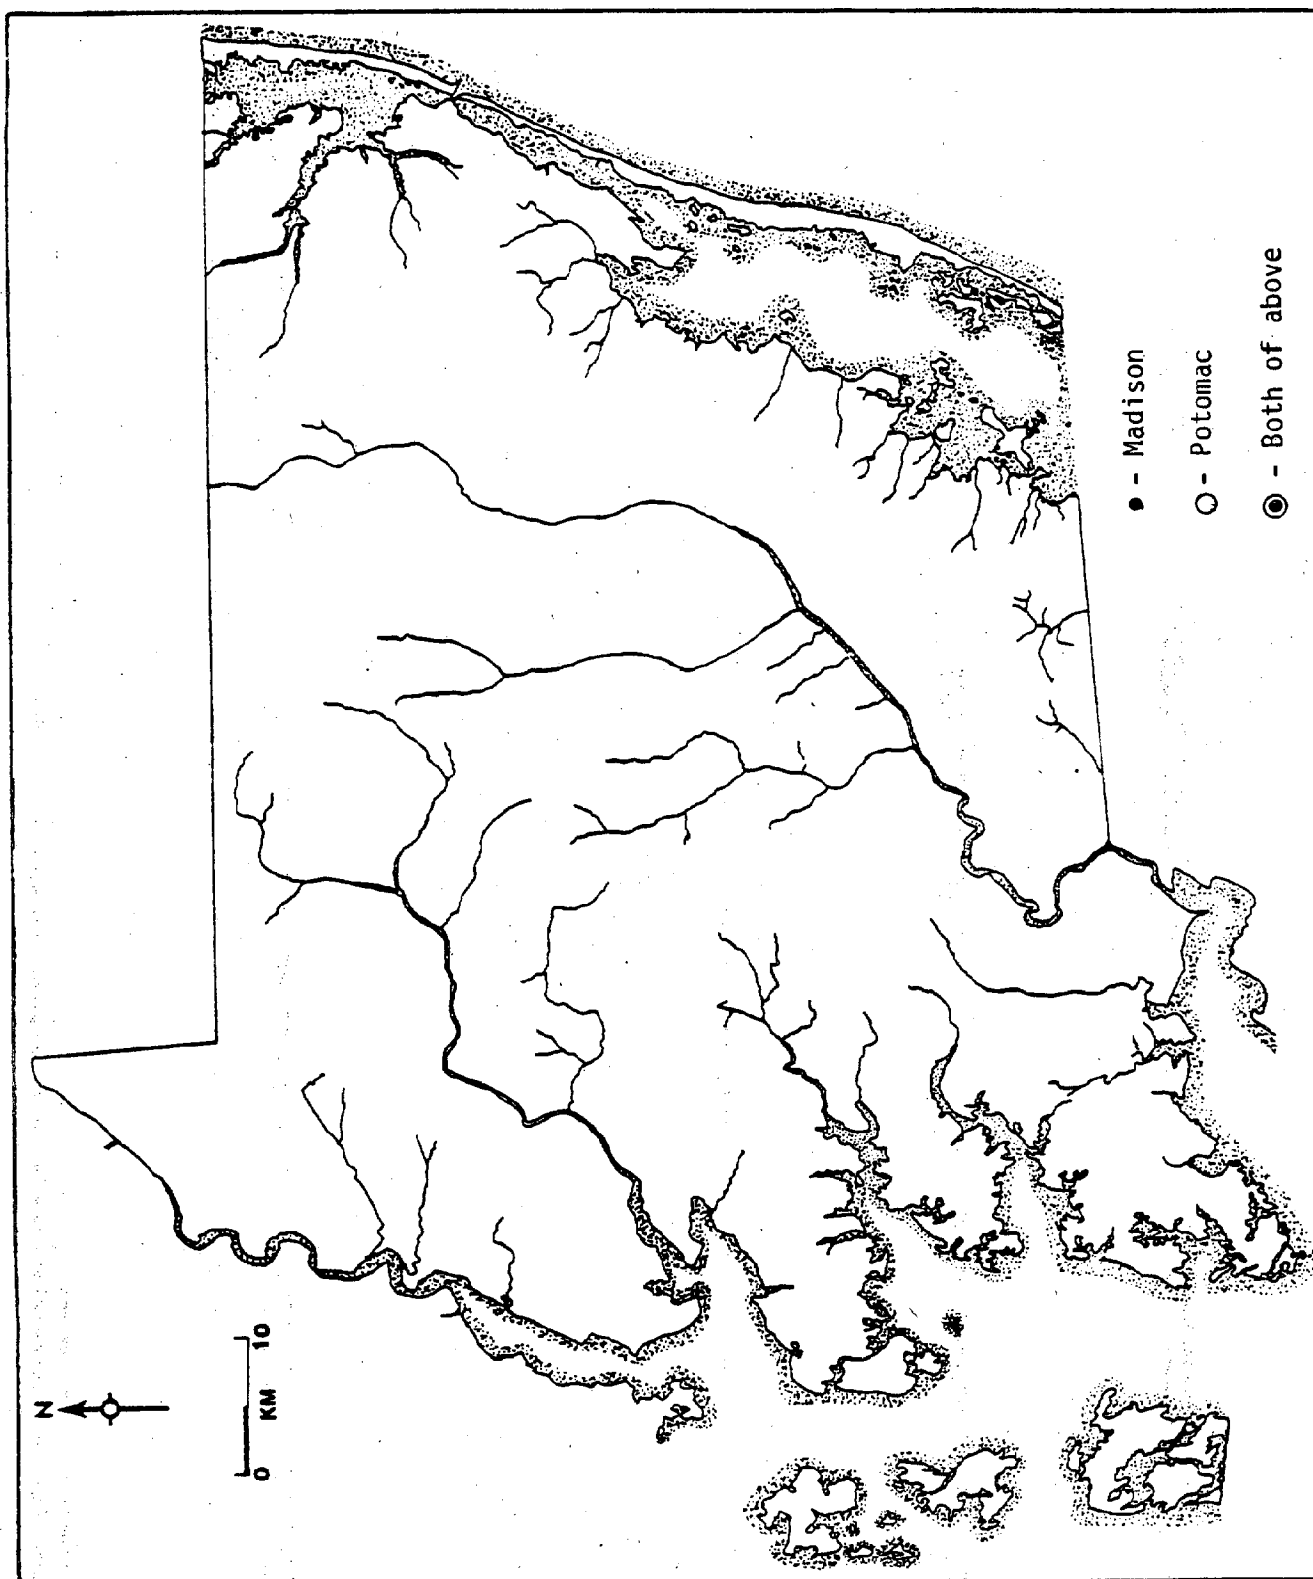 N
0 10
KM
● - Madison
○ - Potomac
◉ - Both of above